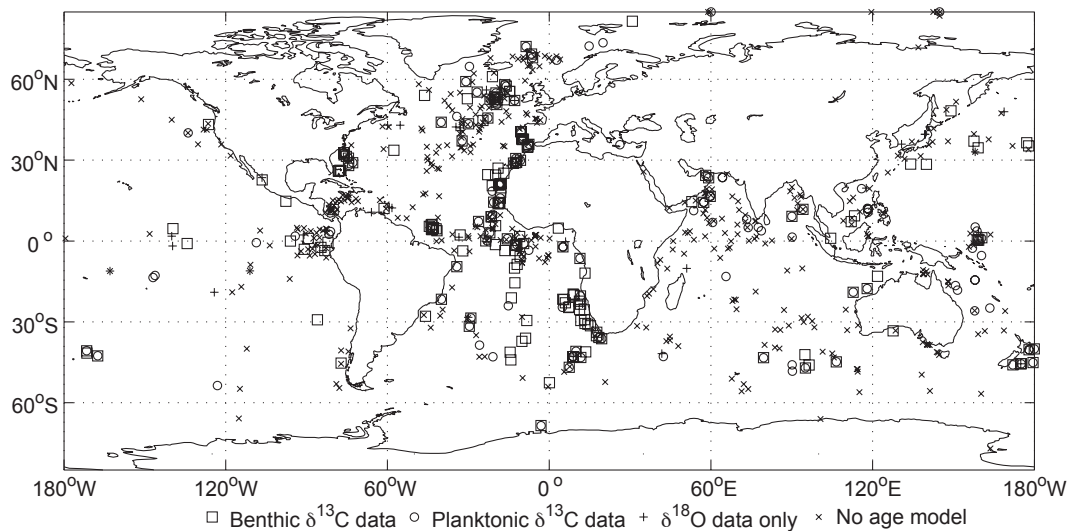 60°N
30°N
0°
30°S
60°S
180°W 120°W 60°W 0° 60°E 120°E 180°W
□ Benthic δ¹³C data ○ Planktonic δ¹³C data + δ¹⁸O data only × No age model